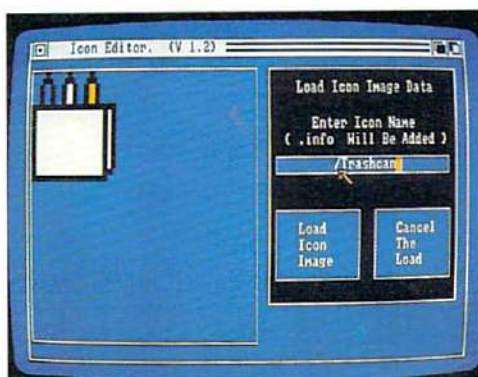 Icon Editor. (V 1.2)
Load Icon Image Data
Enter Icon Name
( .info Will Be Added )
/Trashcan
Load
Icon
Image
Cancel
The
Load